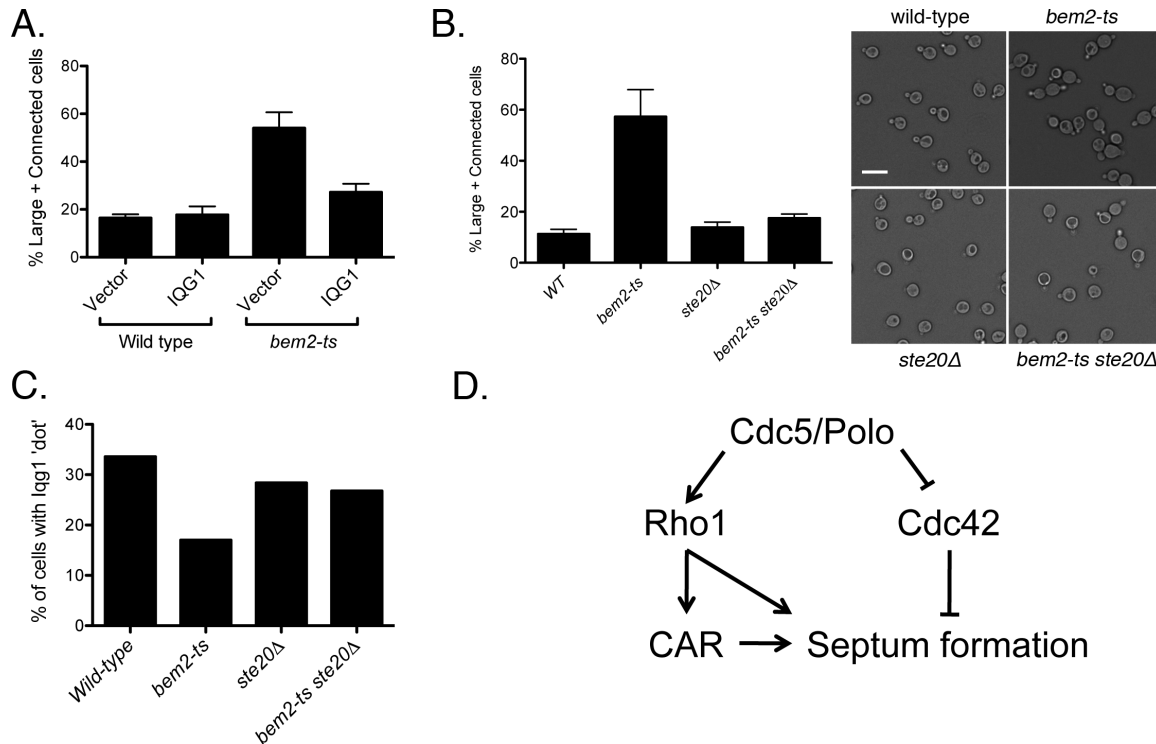 A.
% Large + Connected cells
80
60
40
20
0
Vector
IQG1
Vector
IQG1
Wild type
bem2-ts
B.
% Large + Connected cells
80
60
40
20
0
WT
bem2-ts
ste20Δ
bem2-ts ste20Δ
wild-type
bem2-ts
ste20Δ
bem2-ts ste20Δ
C.
% of cells with Iqg1 'dot'
40
30
20
10
0
Wild-type
bem2-ts
ste20Δ
bem2-ts ste20Δ
D.
Cdc5/Polo
Rho1
Cdc42
CAR
Septum formation